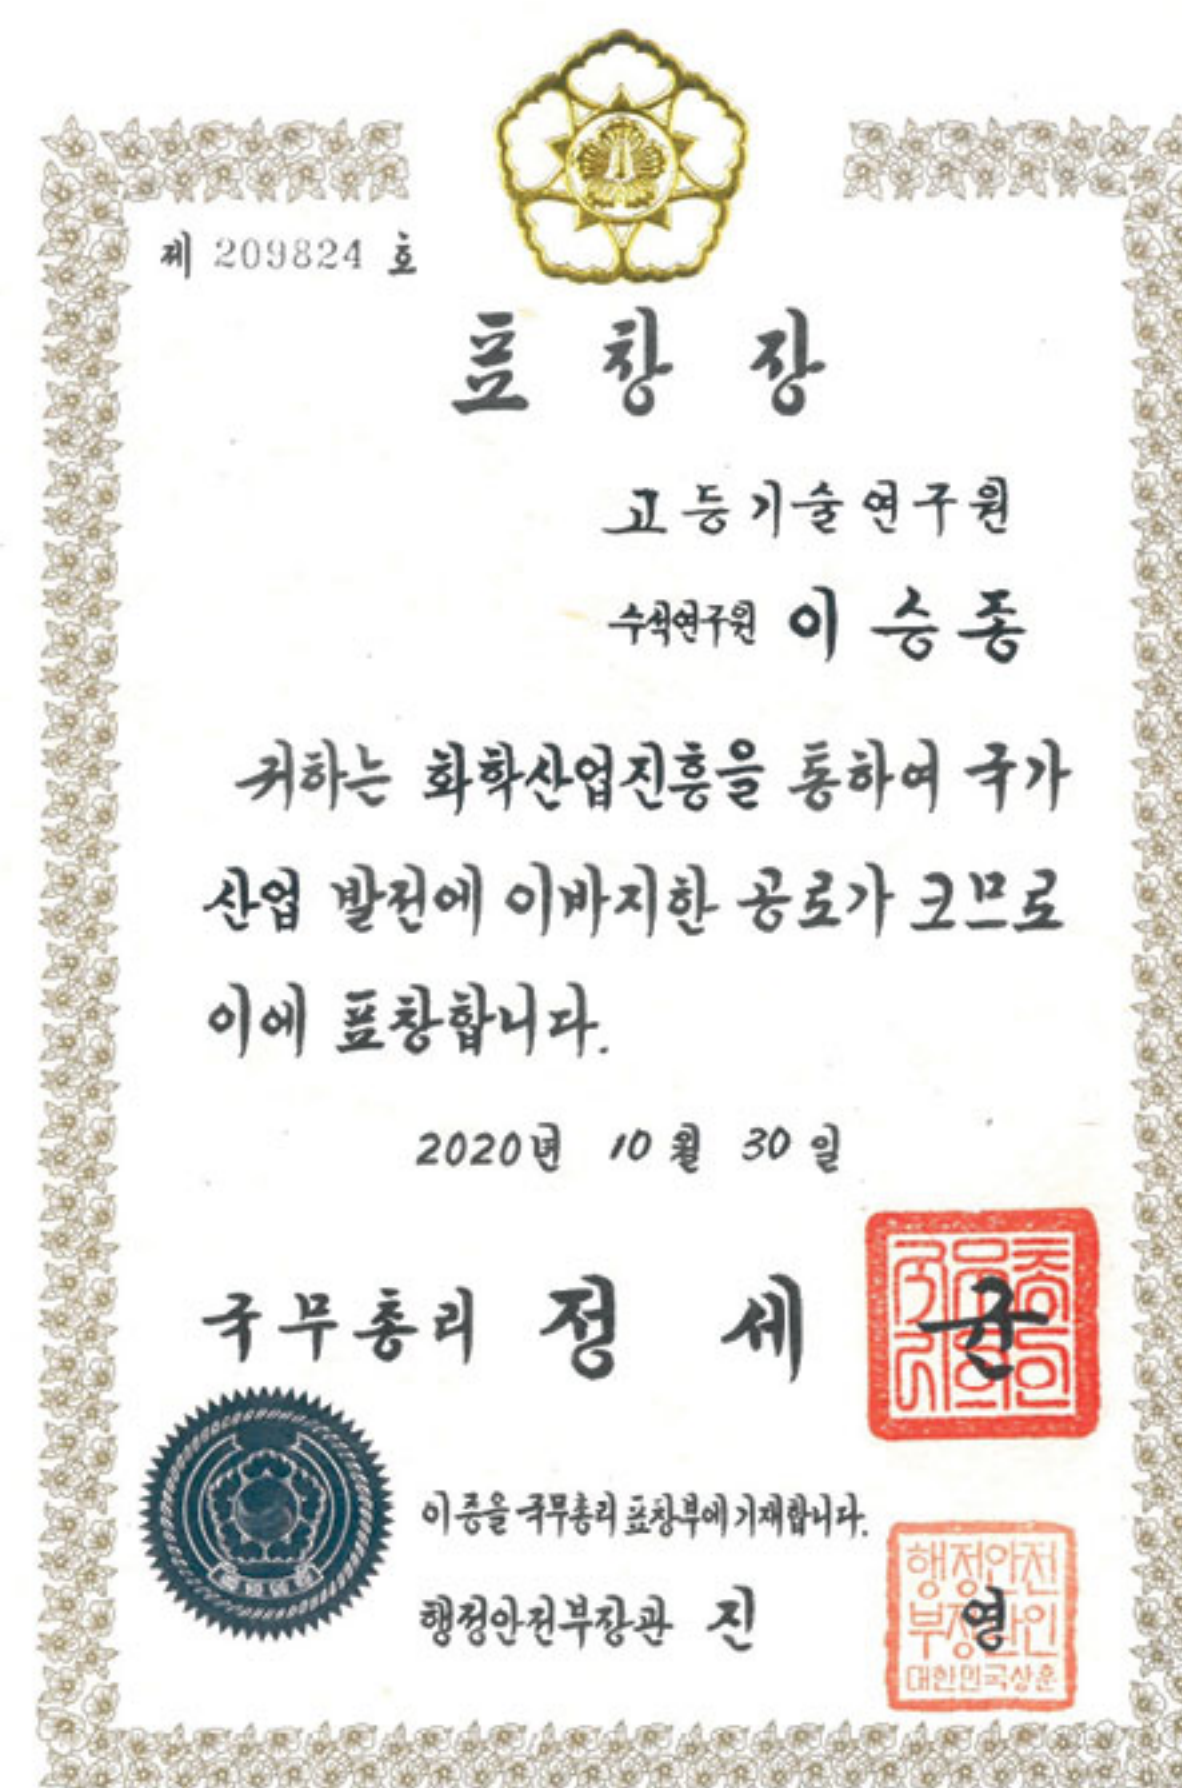 제 209824 호
표 창 장
고등기술연구원
수석연구원 이 승 종
귀하는 화학산업진흥을 통하여 국가
산업 발전에 이바지한 공로가 크므로
이에 표창합니다.
2020년 10월 30일
국무총리 정 세 균
이 증을 국무총리 표창부에 기재합니다.
행정안전부장관 진 영
행정안전
부장관인
대한민국상훈